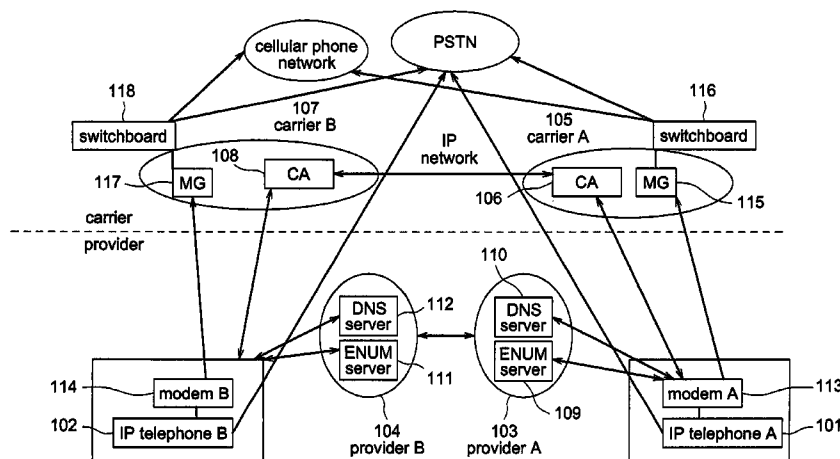 cellular phone
network
PSTN
118
116
107
carrier B
105
carrier A
switchboard
switchboard
IP
network
108
117
MG
CA
CA
MG
106
115
carrier
provider
110
112
DNS
server
DNS
server
ENUM
server
ENUM
server
111
109
114
modem B
modem A
113
102
IP telephone B
IP telephone A
101
104
provider B
103
provider A